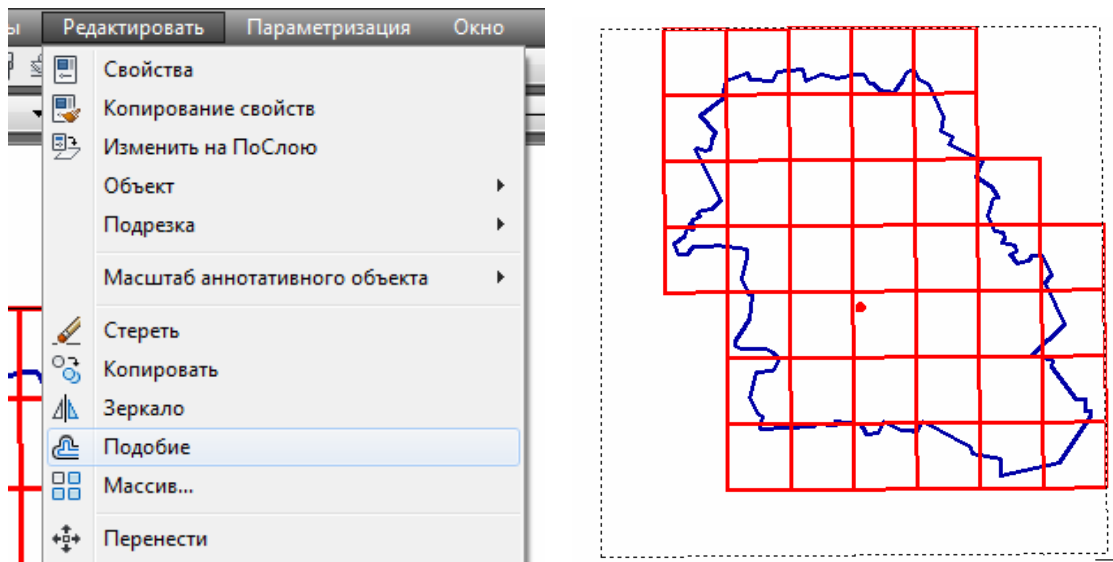 ы Редактировать Параметризация Окно
Свойства
Копирование свойств
Изменить на ПоСлою
Объект
Подрезка
Масштаб аннотативного объекта
Стереть
Копировать
Зеркало
Подобие
Массив...
Перенести